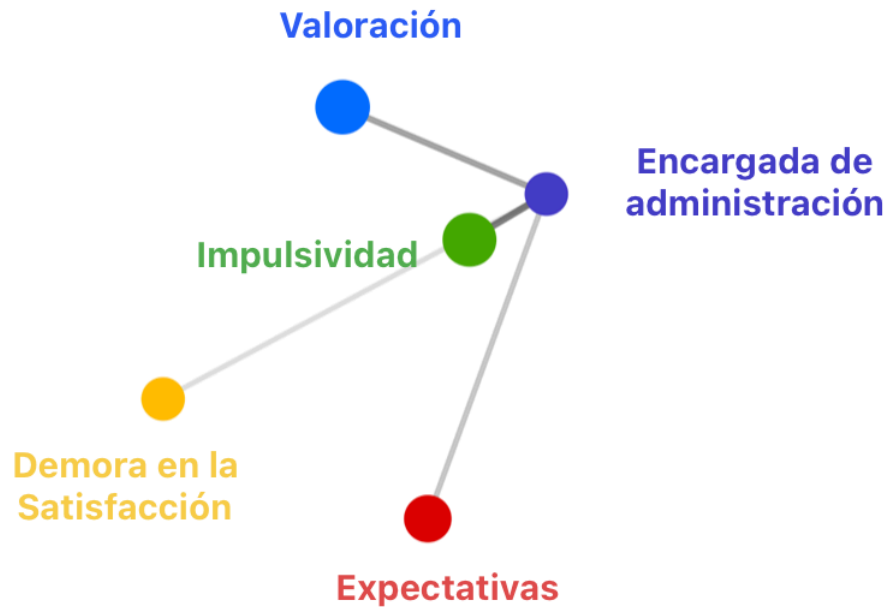 Valoración
Encargada de
administración
Impulsividad
Demora en la
Satisfacción
Expectativas